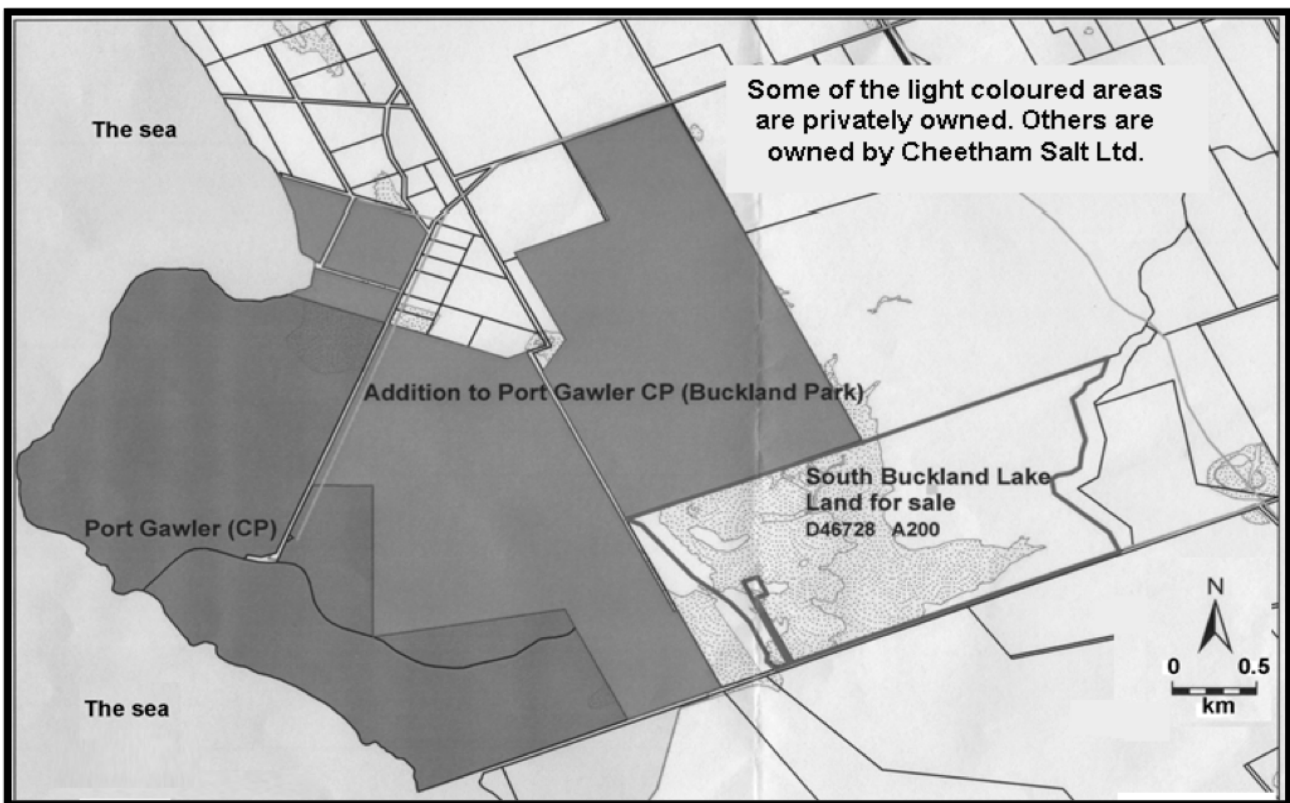 Some of the light coloured areas
are privately owned. Others are
owned by Cheetham Salt Ltd.
The sea
Addition to Port Gawler CP (Buckland Park)
South Buckland Lake
Land for sale
D46728 A200
Port Gawler (CP)
N
0 0.5
km
The sea